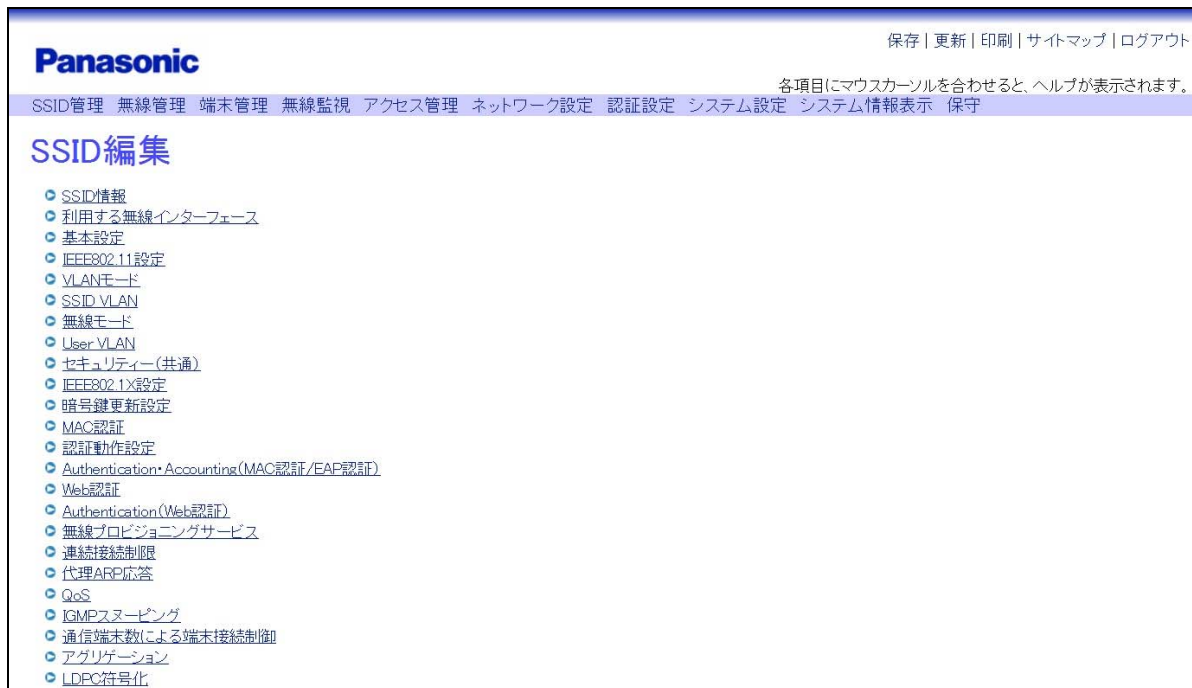 保存 | 更新 | 印刷 | サイトマップ | ログアウト
Panasonic
各項目にマウスカーソルを合わせると、ヘルプが表示されます。
SSID管理 無線管理 端末管理 無線監視 アクセス管理 ネットワーク設定 認証設定 システム設定 システム情報表示 保守
SSID編集
SSID情報
利用する無線インターフェース
基本設定
IEEE802.11設定
VLANモード
SSID VLAN
無線モード
User VLAN
セキュリティー(共通)
IEEE802.1X設定
暗号鍵更新設定
MAC認証
認証動作設定
Authentication・Accounting(MAC認証/EAP認証)
Web認証
Authentication(Web認証)
無線プロビジョニングサービス
連続接続制限
代理ARP応答
QoS
IGMPスヌーピング
通信端末数による端末接続制御
アグリゲーション
LDPC符号化